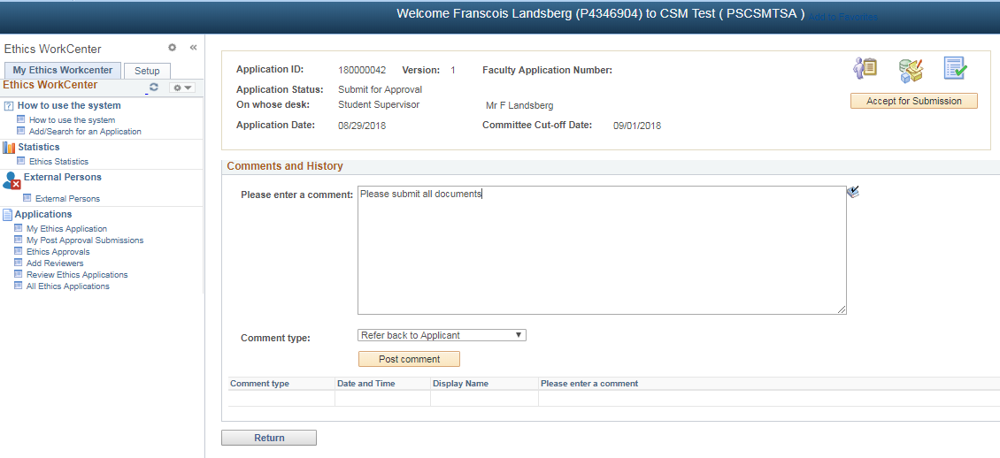 Welcome Franscois Landsberg (P4346904) to CSM Test ( PSCSMTSA ) Add to Favorites
Ethics WorkCenter
My Ethics Workcenter Setup
Ethics WorkCenter
How to use the system
How to use the system
Add/Search for an Application
Statistics
Ethics Statistics
External Persons
External Persons
Applications
My Ethics Application
My Post Approval Submissions
Ethics Approvals
Add Reviewers
Review Ethics Applications
All Ethics Applications
Application ID: 180000042 Version: 1 Faculty Application Number:
Application Status: Submit for Approval
On whose desk: Student Supervisor Mr F Landsberg
Application Date: 08/29/2018 Committee Cut-off Date: 09/01/2018
Accept for Submission
Comments and History
Please enter a comment: Please submit all documents
Comment type: Refer back to Applicant
Post comment
Comment type Date and Time Display Name Please enter a comment
Return